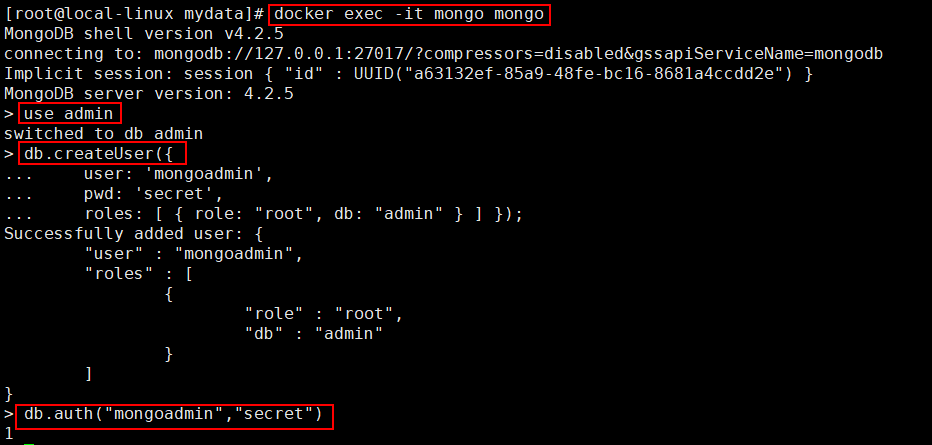 [root@local-linux mydata]# docker exec -it mongo mongo
MongoDB shell version v4.2.5
connecting to: mongodb://127.0.0.1:27017/?compressors=disabled&gssapiServiceName=mongodb
Implicit session: session { "id" : UUID("a63132ef-85a9-48fe-bc16-8681a4ccdd2e") }
MongoDB server version: 4.2.5
> use admin
switched to db admin
> db.createUser({
...     user: 'mongoadmin',
...     pwd: 'secret',
...     roles: [ { role: "root", db: "admin" } ] });
Successfully added user: {
        "user" : "mongoadmin",
        "roles" : [
                {
                        "role" : "root",
                        "db" : "admin"
                }
        ]
}
> db.auth("mongoadmin","secret")
1